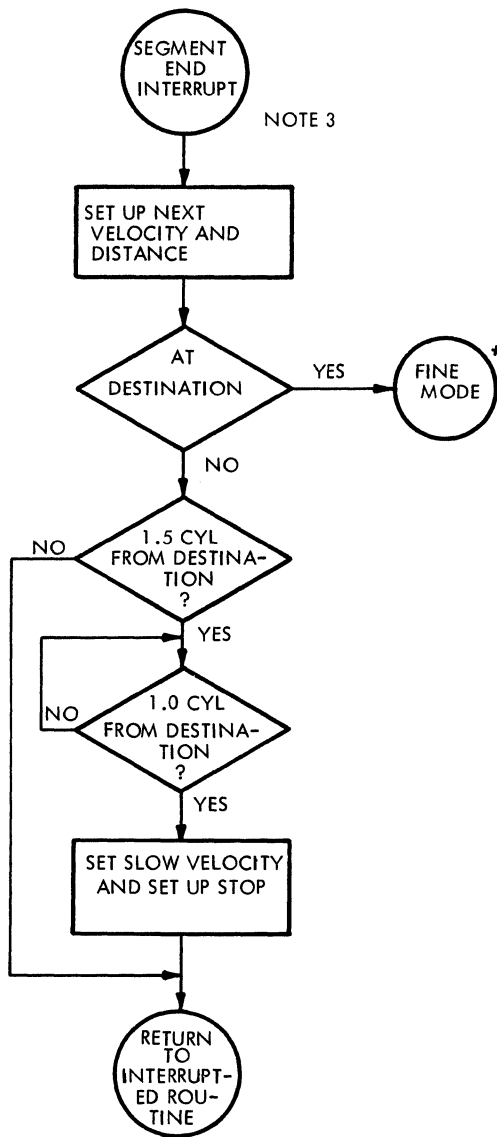 SEGMENT
END
INTERRUPT
NOTE 3
SET UP NEXT
VELOCITY AND
DISTANCE
AT
DESTINATION
YES
FINE
MODE
*
NO
1.5 CYL
FROM DESTINA-
TION
?
NO
YES
1.0 CYL
FROM DESTINA-
TION
?
NO
YES
SET SLOW VELOCITY
AND SET UP STOP
RETURN
TO
INTERRUPT-
ED ROU-
TINE